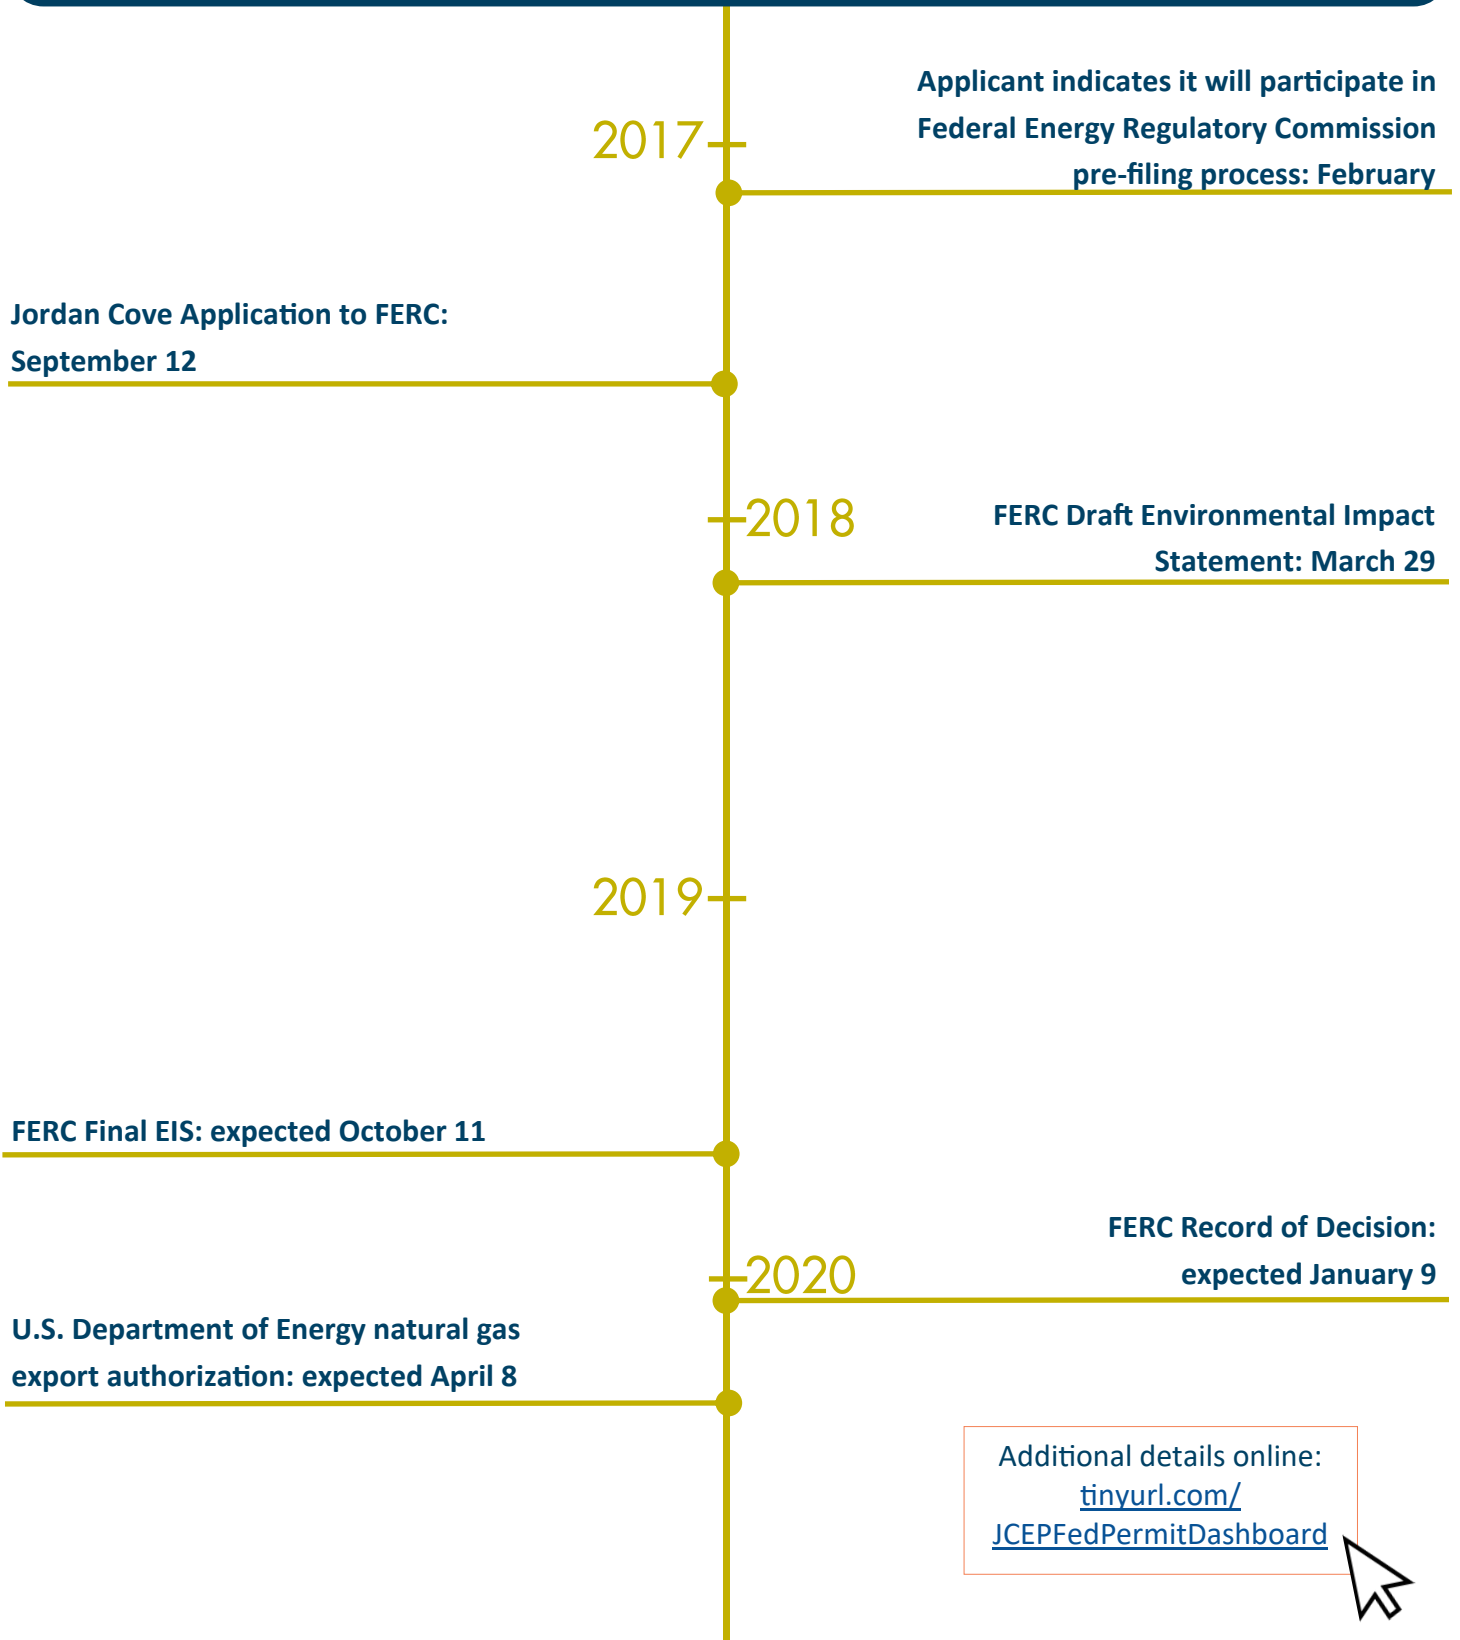 Applicant indicates it will participate in
Federal Energy Regulatory Commission
pre-filing process: February
2017
Jordan Cove Application to FERC:
September 12
2018
FERC Draft Environmental Impact
Statement: March 29
2019
FERC Final EIS: expected October 11
FERC Record of Decision:
expected January 9
2020
U.S. Department of Energy natural gas
export authorization: expected April 8
Additional details online:
tinyurl.com/
JCEPFedPermitDashboard